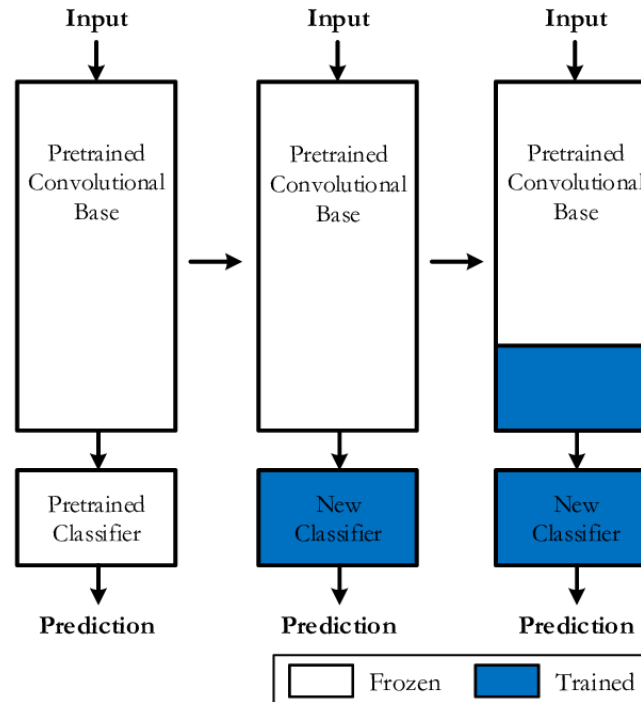 Input
Input
Input
Pretrained
Convolutional
Base
Pretrained
Convolutional
Base
Pretrained
Convolutional
Base
Pretrained
Classifier
New
Classifier
New
Classifier
Prediction
Prediction
Prediction
Frozen
Trained